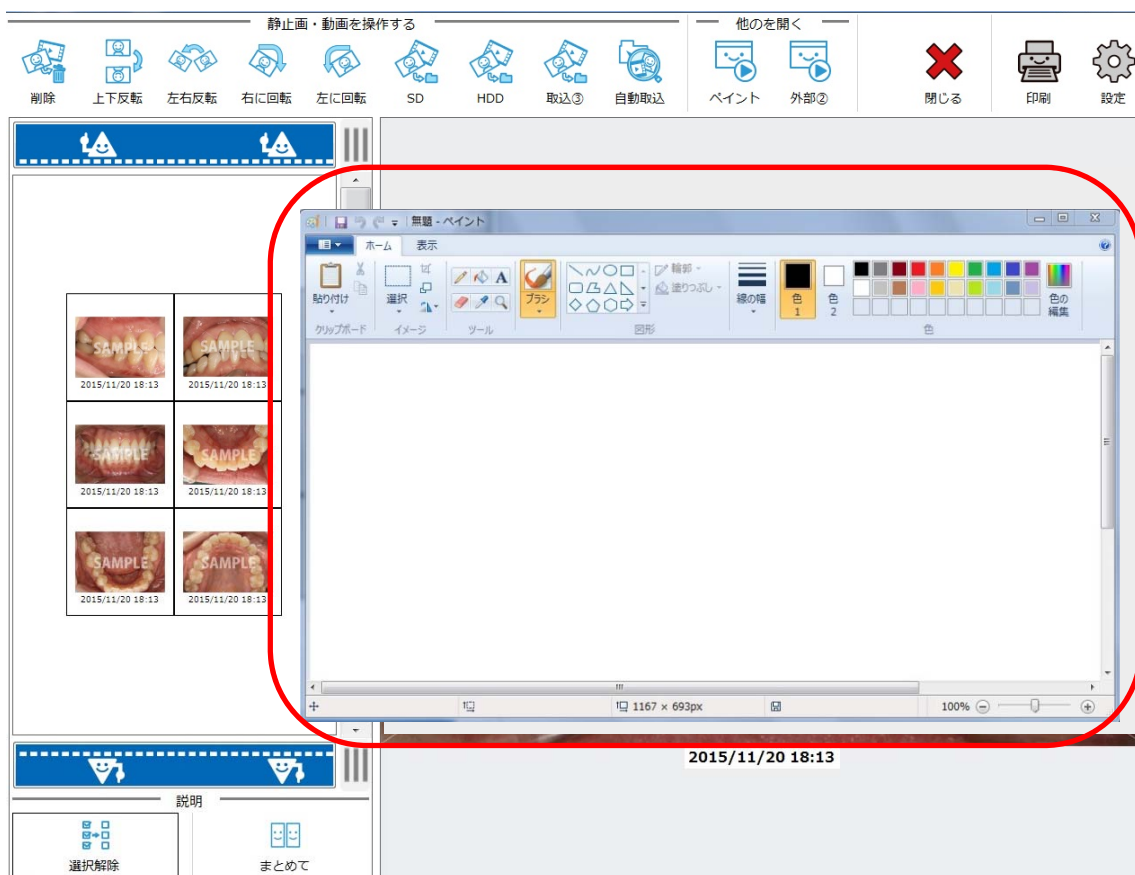 静止画・動画を操作する
他のを開く
削除
上下反転
左右反転
右に回転
左に回転
SD
HDD
取込③
自動取込
ペイント
外部②
閉じる
印刷
設定
無題 - ペイント
ホーム
表示
貼り付け
選択
A
ブラシ
輪郭
塗りつぶし
線の幅
色
1
色
2
色の
編集
クリップボード
イメージ
ツール
図形
色
1167 × 693px
100%
SAMPLE
2015/11/20 18:13
SAMPLE
2015/11/20 18:13
SAMPLE
2015/11/20 18:13
SAMPLE
2015/11/20 18:13
SAMPLE
2015/11/20 18:13
SAMPLE
2015/11/20 18:13
2015/11/20 18:13
説明
選択解除
まとめて